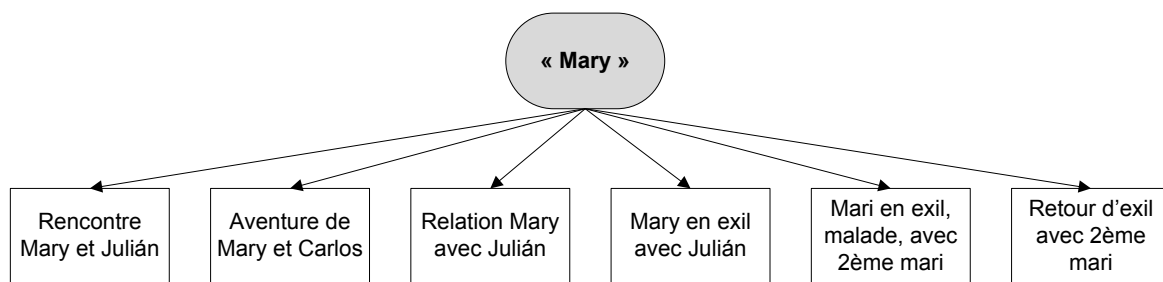 « Mary »
Rencontre
Mary et Julián
Aventure de
Mary et Carlos
Relation Mary
avec Julián
Mary en exil
avec Julián
Mari en exil,
malade, avec
2ème mari
Retour d’exil
avec 2ème
mari